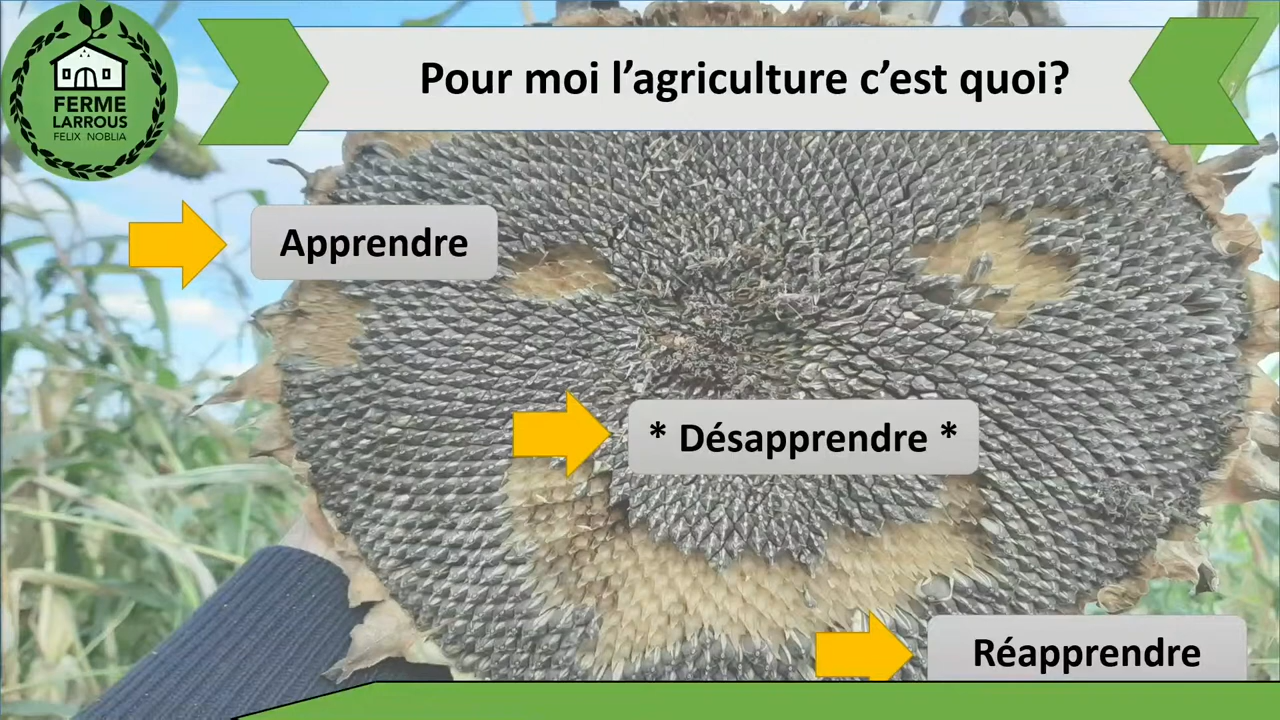 Pour moi l’agriculture c’est quoi?
FERME
LARROUS
FELIX NOBLIA
Apprendre
* Désapprendre *
Réapprendre